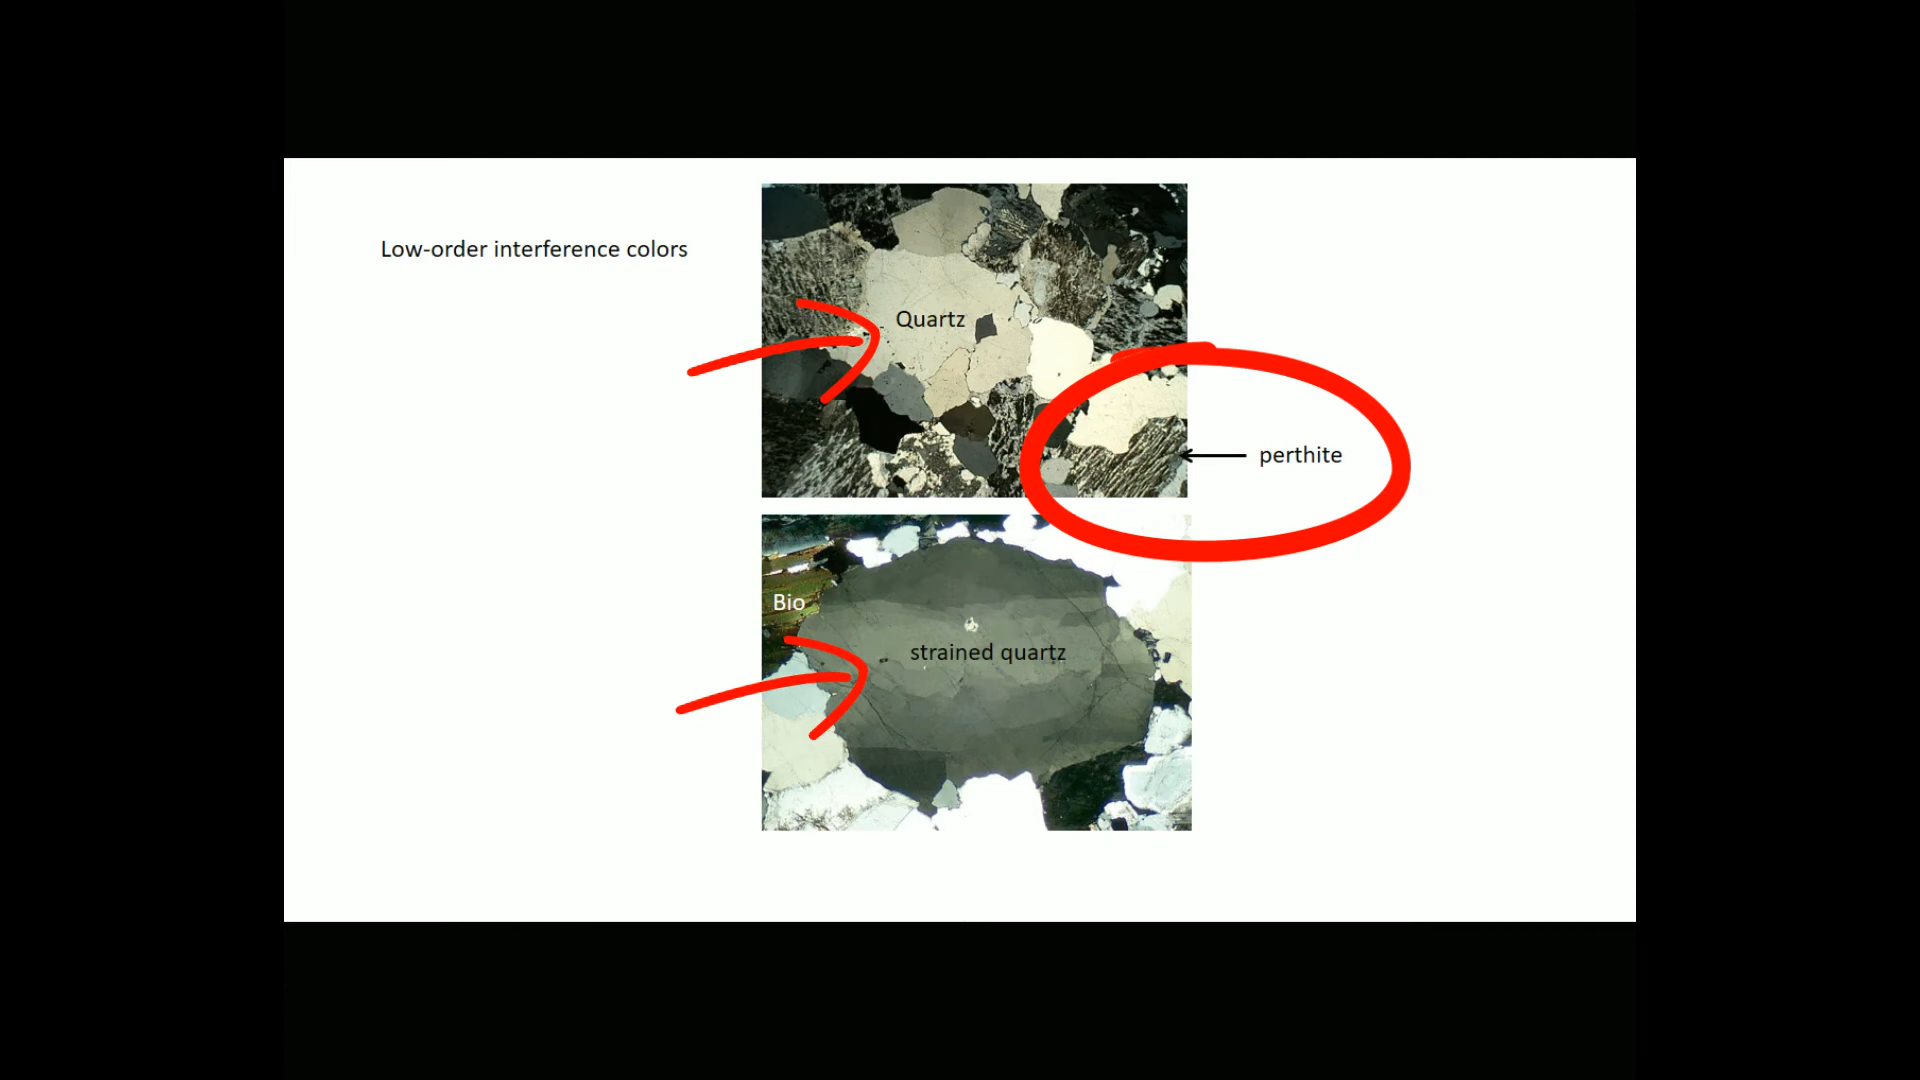 Low-order interference colors
Quartz
perthite
Bio
strained quartz